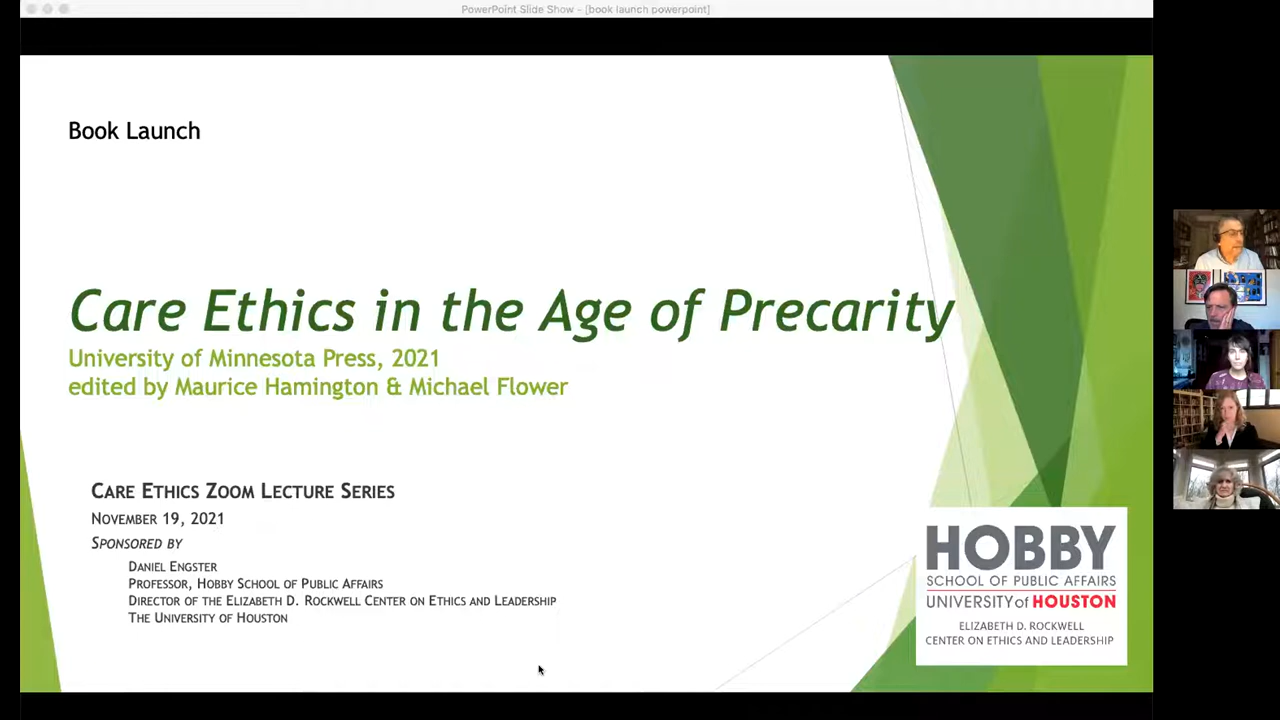 PowerPoint Slide Show - [book launch powerpoint]
Book Launch
Care Ethics in the Age of Precarity
University of Minnesota Press, 2021
edited by Maurice Hamington & Michael Flower
CARE ETHICS ZOOM LECTURE SERIES
NOVEMBER 19, 2021
SPONSORED BY
DANIEL ENGSTER
PROFESSOR, HOBBY SCHOOL OF PUBLIC AFFAIRS
DIRECTOR OF THE ELIZABETH D. ROCKWELL CENTER ON ETHICS AND LEADERSHIP
THE UNIVERSITY OF HOUSTON
HOBBY
SCHOOL OF PUBLIC AFFAIRS
UNIVERSITY of HOUSTON
ELIZABETH D. ROCKWELL
CENTER ON ETHICS AND LEADERSHIP